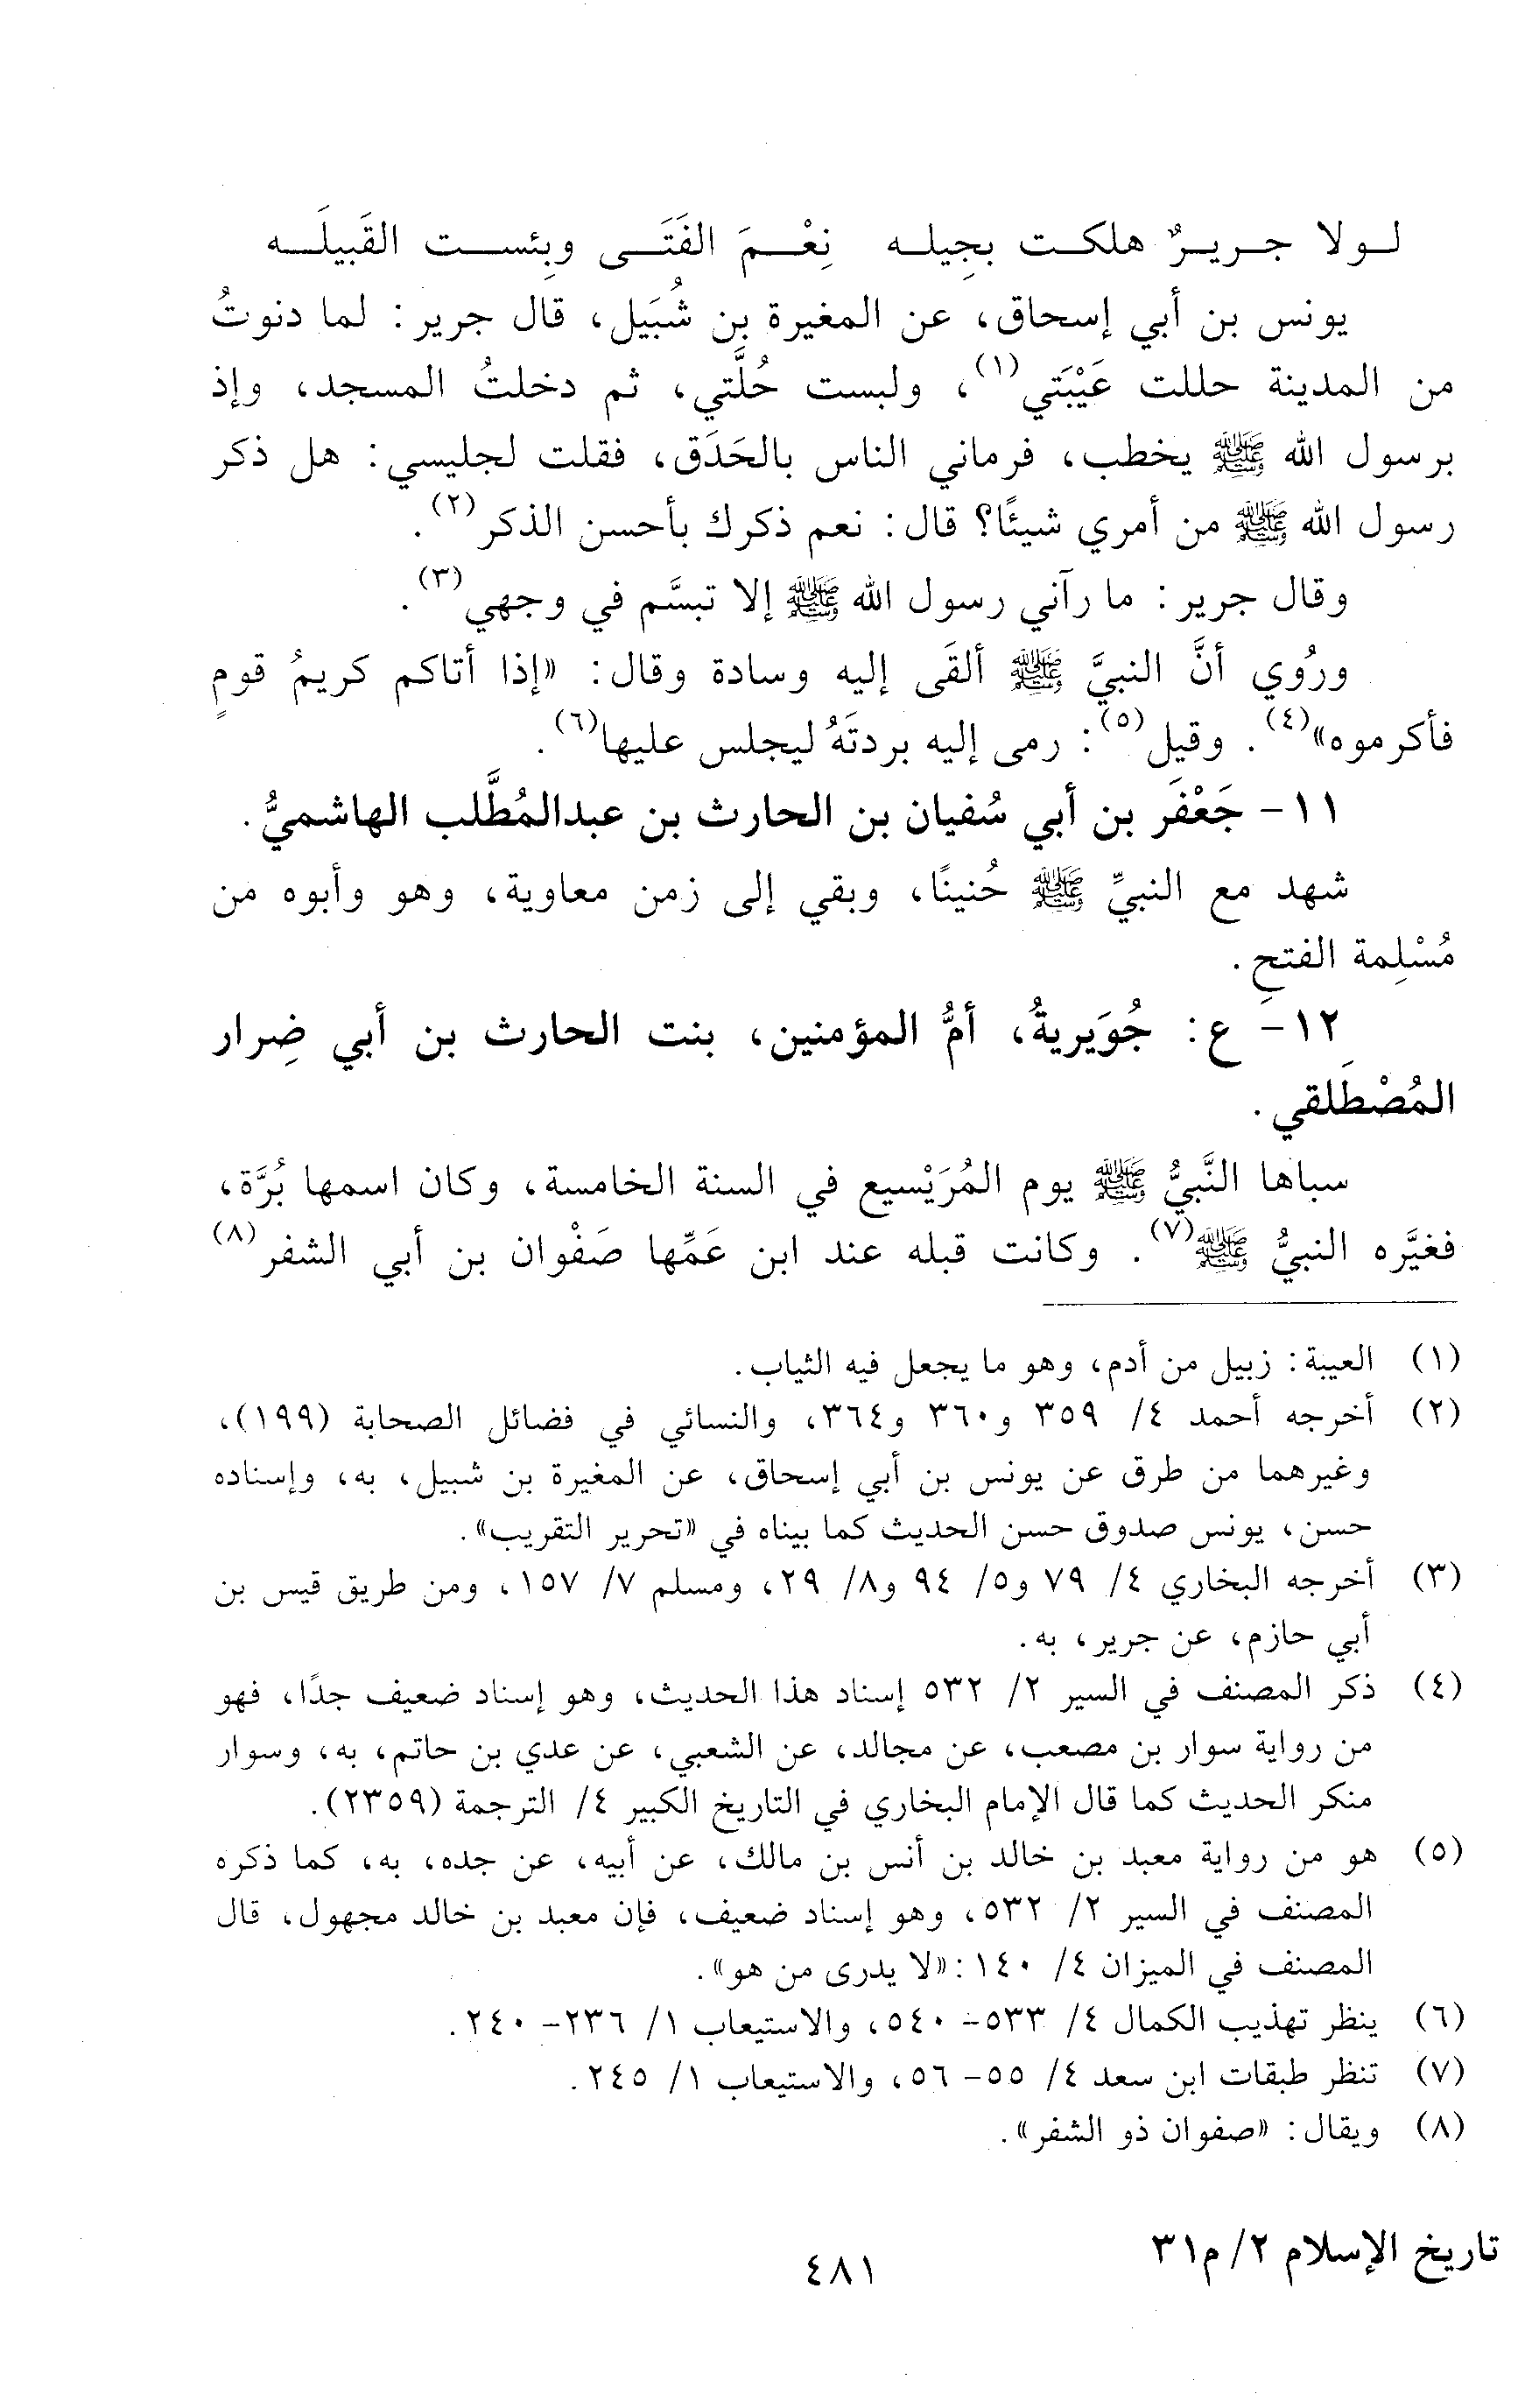 لولا جريرٌ هلكت بجِيله نِعْمَ الفَتَى وبِئست القَبيلَه
يونس بن أبي إسحاق، عن المغيرة بن شُبَيل، قال جرير: لما دنوتُ
من المدينة حللت عَيْبَتي(١)، ولبست حُلَّتي، ثم دخلتُ المسجد، وإذ
برسول الله ﷺ يخطب، فرماني الناس بالحَدَق، فقلت لجليسي: هل ذكر
رسول الله ﷺ من أمري شيئًا؟ قال: نعم ذكرك بأحسن الذكر(٢).
وقال جرير: ما رآني رسول الله ﷺ إلا تبسَّم في وجهي(٣).
ورُوي أنَّ النبيَّ ﷺ ألقَى إليه وسادة وقال: «إذا أتاكم كريمُ قومٍ
فأكرموه»(٤). وقيل(٥): رمى إليه بردتَهُ ليجلس عليها(٦).
١١- جَعْفَر بن أبي سُفيان بن الحارث بن عبدالمُطَّلب الهاشميُّ.
شهد مع النبيِّ ﷺ حُنينًا، وبقي إلى زمن معاوية، وهو وأبوه من
مُسْلِمة الفتحِ.
١٢- ع: جُوَيريةُ، أمُّ المؤمنين، بنت الحارث بن أبي ضِرار
المُصْطَلِقي.
سباها النَّبيُّ ﷺ يوم المُرَيْسيع في السنة الخامسة، وكان اسمها بُرَّة،
فغيَّره النبيُّ ﷺ(٧). وكانت قبله عند ابن عَمِّها صَفْوان بن أبي الشفر(٨)
(١) العيبة: زبيل من أدم، وهو ما يجعل فيه الثياب.
(٢) أخرجه أحمد ٤/ ٣٥٩ و٣٦٠ و٣٦٤، والنسائي في فضائل الصحابة (١٩٩)،
وغيرهما من طرق عن يونس بن أبي إسحاق، عن المغيرة بن شبيل، به، وإسناده
حسن، يونس صدوق حسن الحديث كما بيناه في «تحرير التقريب».
(٣) أخرجه البخاري ٤/ ٧٩ و٥/ ٩٤ و٨/ ٢٩، ومسلم ٧/ ١٥٧، ومن طريق قيس بن
أبي حازم، عن جرير، به.
(٤) ذكر المصنف في السير ٢/ ٥٣٢ إسناد هذا الحديث، وهو إسناد ضعيف جدًا، فهو
من رواية سوار بن مصعب، عن مجالد، عن الشعبي، عن عدي بن حاتم، به، وسوار
منكر الحديث كما قال الإمام البخاري في التاريخ الكبير ٤/ الترجمة (٢٣٥٩).
(٥) هو من رواية معبد بن خالد بن أنس بن مالك، عن أبيه، عن جده، به، كما ذكره
المصنف في السير ٢/ ٥٣٢، وهو إسناد ضعيف، فإن معبد بن خالد مجهول، قال
المصنف في الميزان ٤/ ١٤٠: «لا يدرى من هو».
(٦) ينظر تهذيب الكمال ٤/ ٥٣٣- ٥٤٠، والاستيعاب ١/ ٢٣٦- ٢٤٠.
(٧) تنظر طبقات ابن سعد ٤/ ٥٥- ٥٦، والاستيعاب ١/ ٢٤٥.
(٨) ويقال: «صفوان ذو الشفر».
تاريخ الإسلام ٢/ م٣١
٤٨١